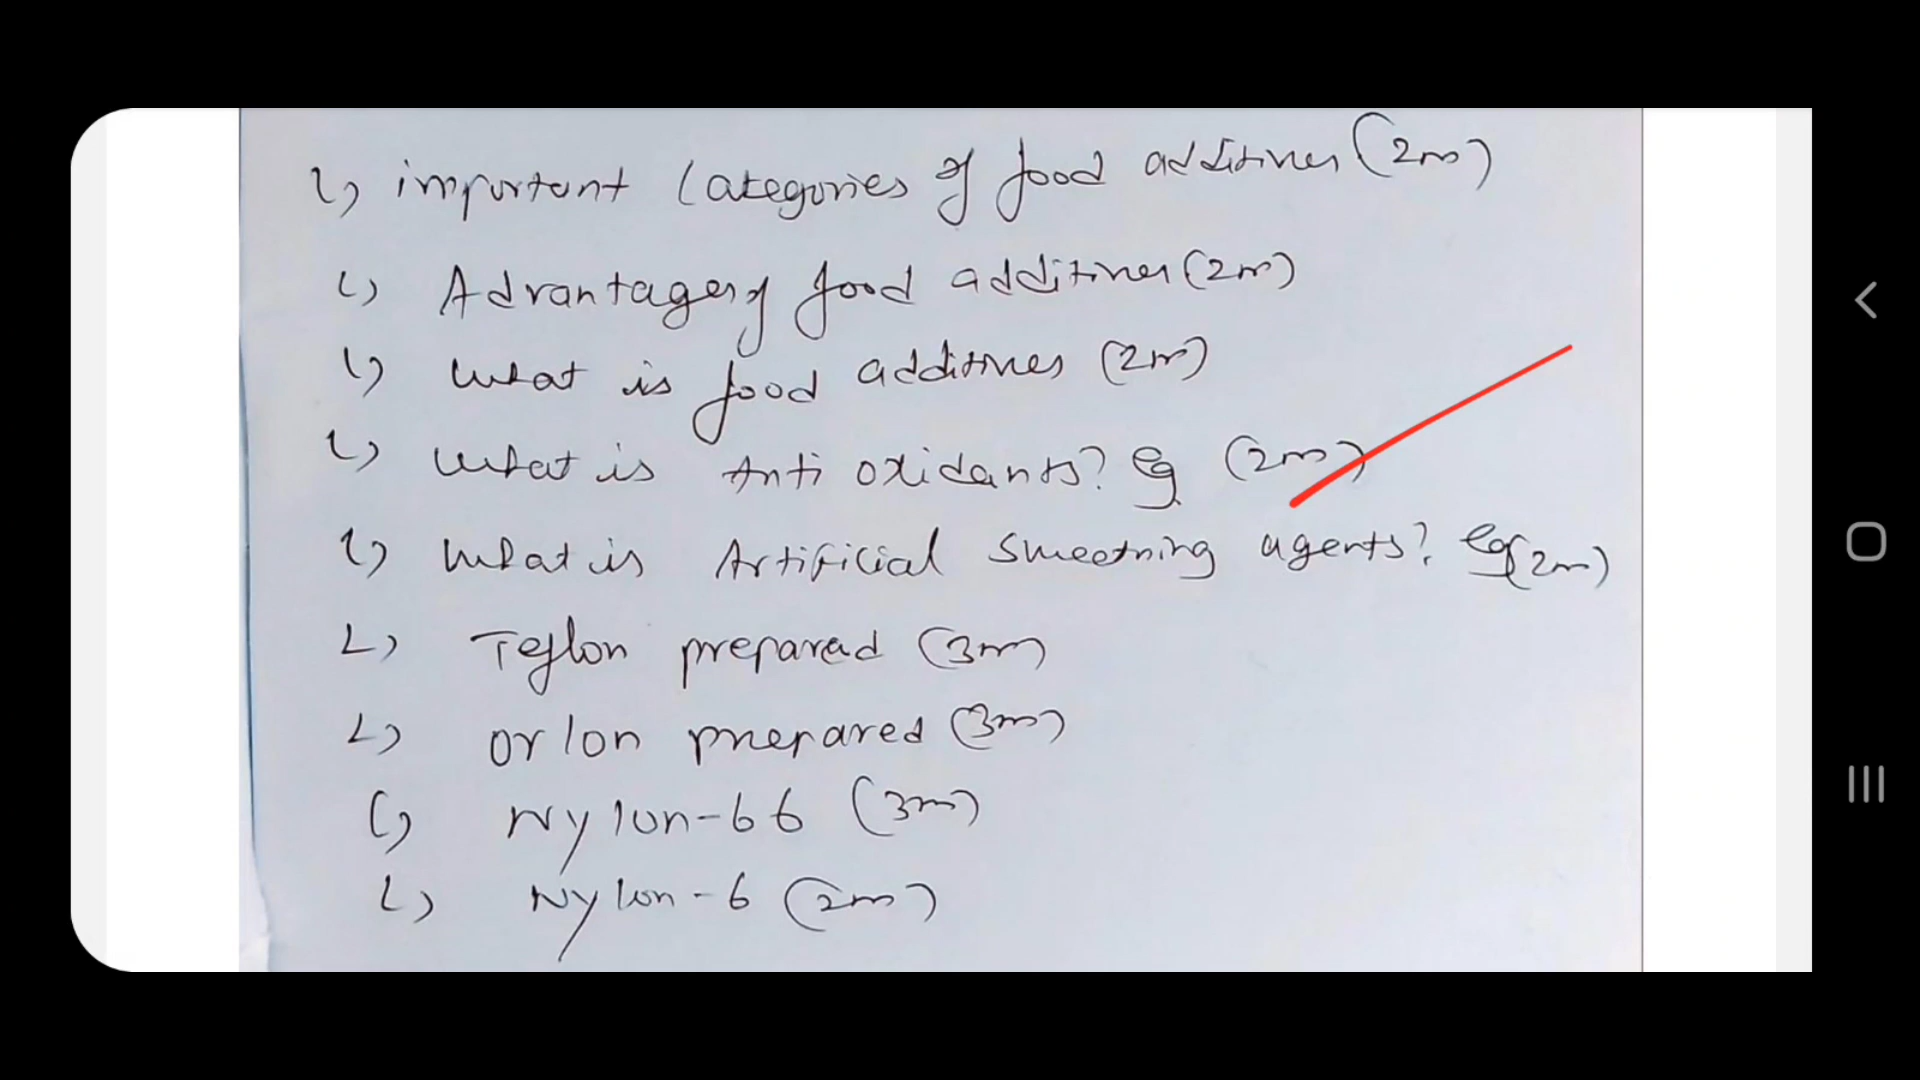 1) important Categories of food additives (2m)
1) Advantages of food additives (2m)
1) What is food additives (2m)
1) What is Anti oxidants? Eg (2m)
1) What is Artificial Sweetning agents? Eg (2m)
1) Teflon prepared (3m)
1) orlon prepared (3m)
1) Nylon-66 (3m)
1) Nylon-6 (2m)